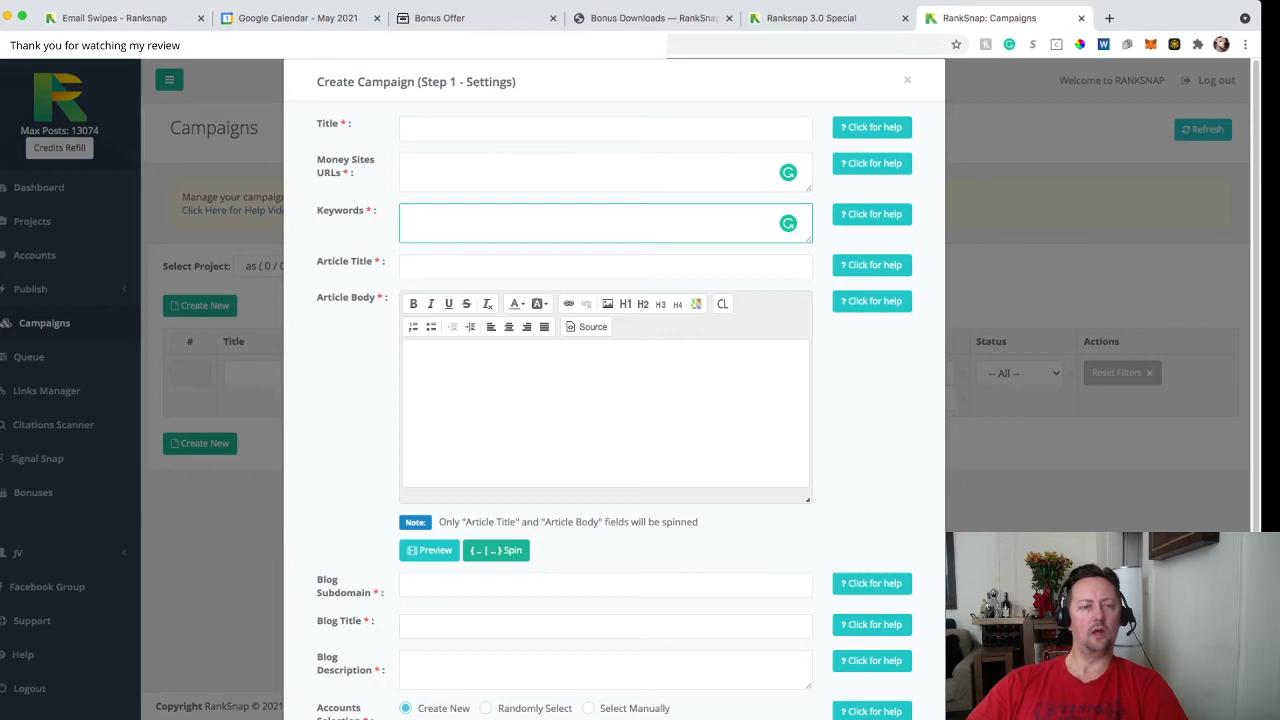 Email Swipes - Ranksnap
Google Calendar - May 2021
Bonus Offer
Bonus Downloads — RankSn
Ranksnap 3.0 Special
RankSnap: Campaigns
Thank you for watching my review
Max Posts: 13074
Credits Refill
Dashboard
Projects
Accounts
Publish
Campaigns
Queue
Links Manager
Citations Spanner
Signal Snap
Bonuses
JV
Facebook Group
Support
Help
Logout
Welcome to RANKSNAP
Log out
Campaigns
Refresh
Manage your campaign
Click Here for Help Vide
Select Project: as ( 0 / 0
Create New
# Title Status Actions
-- All -- Reset Filters
Create New
Copyright RankSnap © 2021
Create Campaign (Step 1 - Settings)
×
Title * : ? Click for help
Money Sites
URLs * : ? Click for help
Keywords * : ? Click for help
Article Title * : ? Click for help
Article Body * : ? Click for help
B I U S Tx A A H1 H2 H3 H4 CL
Source
Note: Only "Article Title" and "Article Body" fields will be spinned
Preview { .. | .. } Spin
Blog
Subdomain * : ? Click for help
Blog Title * : ? Click for help
Blog
Description * : ? Click for help
Accounts
Create New Randomly Select Select Manually
? Click for help